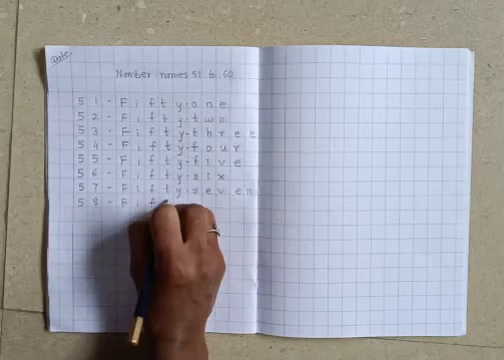 Date
Number names 51 to 60
51 - Fifty-one
52 - Fifty-two
53 - Fifty-three
54 - Fifty-four
55 - Fifty-five
56 - Fifty-six
57 - Fifty-seven
58 - Fif